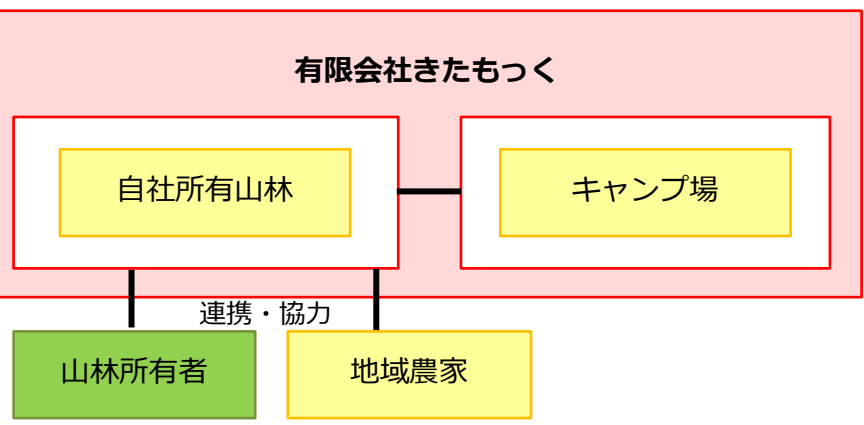 有限会社きたもっく
自社所有山林
キャンプ場
連携・協力
山林所有者
地域農家